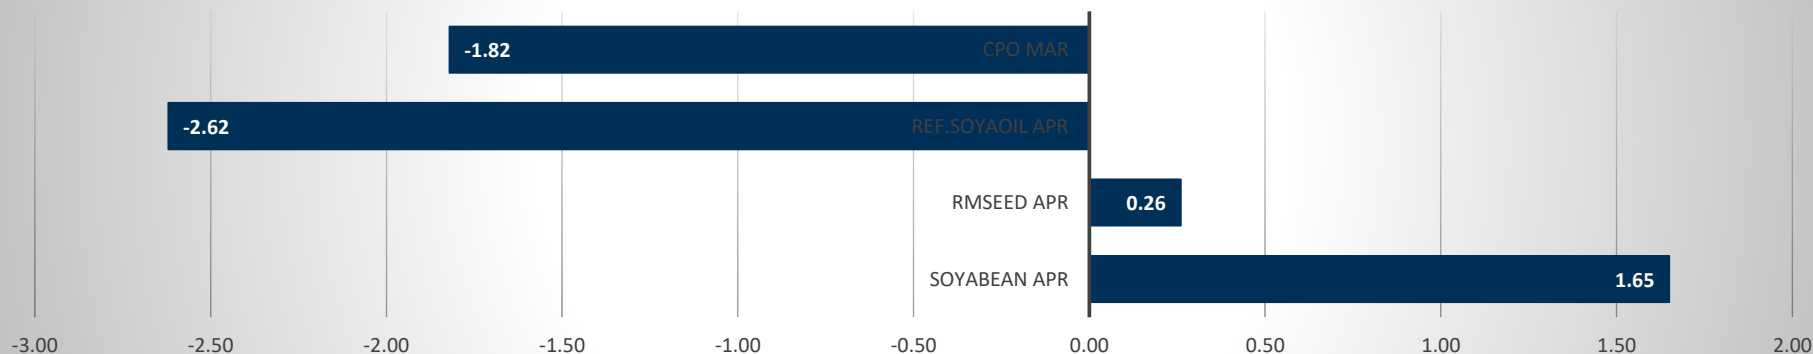 -1.82 CPO MAR
-2.62 REF.SOYAOIL APR
RMSEED APR 0.26
SOYABEAN APR 1.65
-3.00 -2.50 -2.00 -1.50 -1.00 -0.50 0.00 0.50 1.00 1.50 2.00